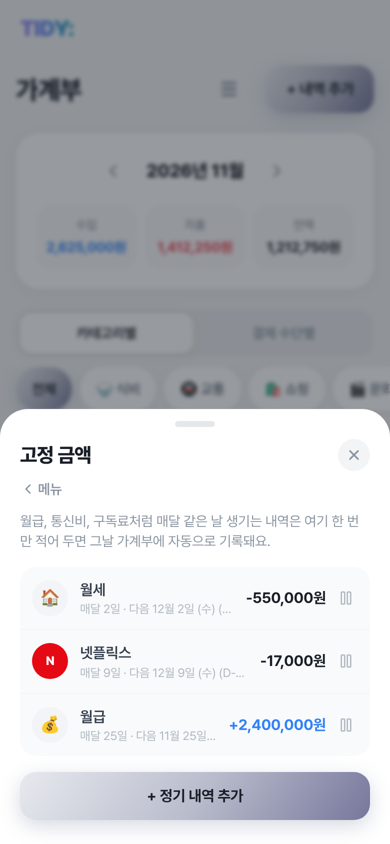 TIDY:
가계부
+ 내역 추가
2026년 11월
수입
지출
잔액
2,625,000원
1,412,250원
1,212,750원
카테고리별
결제 수단별
전체
식비
교통
쇼핑
고정 금액
메뉴
월급, 통신비, 구독료처럼 매달 같은 날 생기는 내역은 여기 한 번
만 적어 두면 그날 가계부에 자동으로 기록돼요.
월세
매달 2일 · 다음 12월 2일 (수) (...
-550,000원
N
넷플릭스
매달 9일 · 다음 12월 9일 (수) (D-...
-17,000원
월급
매달 25일 · 다음 11월 25일...
+2,400,000원
+ 정기 내역 추가